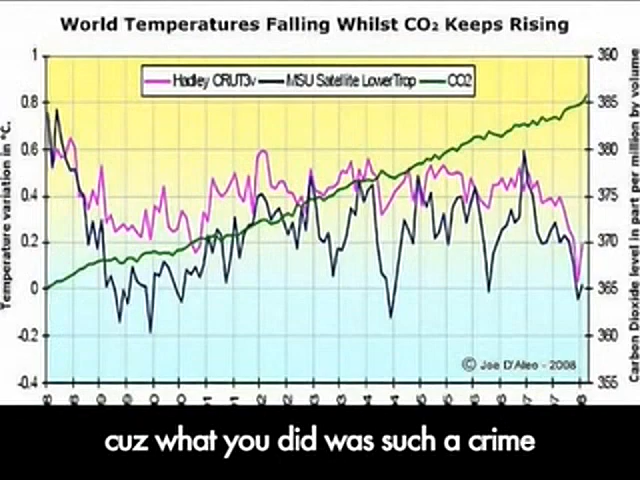 World Temperatures Falling Whilst CO₂ Keeps Rising
Hadley CRUT3v MSU Satellite LowerTrop CO2
Temperature variation in °C.
1
0.8
0.6
0.4
0.2
0
-0.2
-0.4
390
385
380
375
370
365
360
355
Carbon Dioxide level in part per million by volume
© Joe D'Aleo - 2008
cuz what you did was such a crime